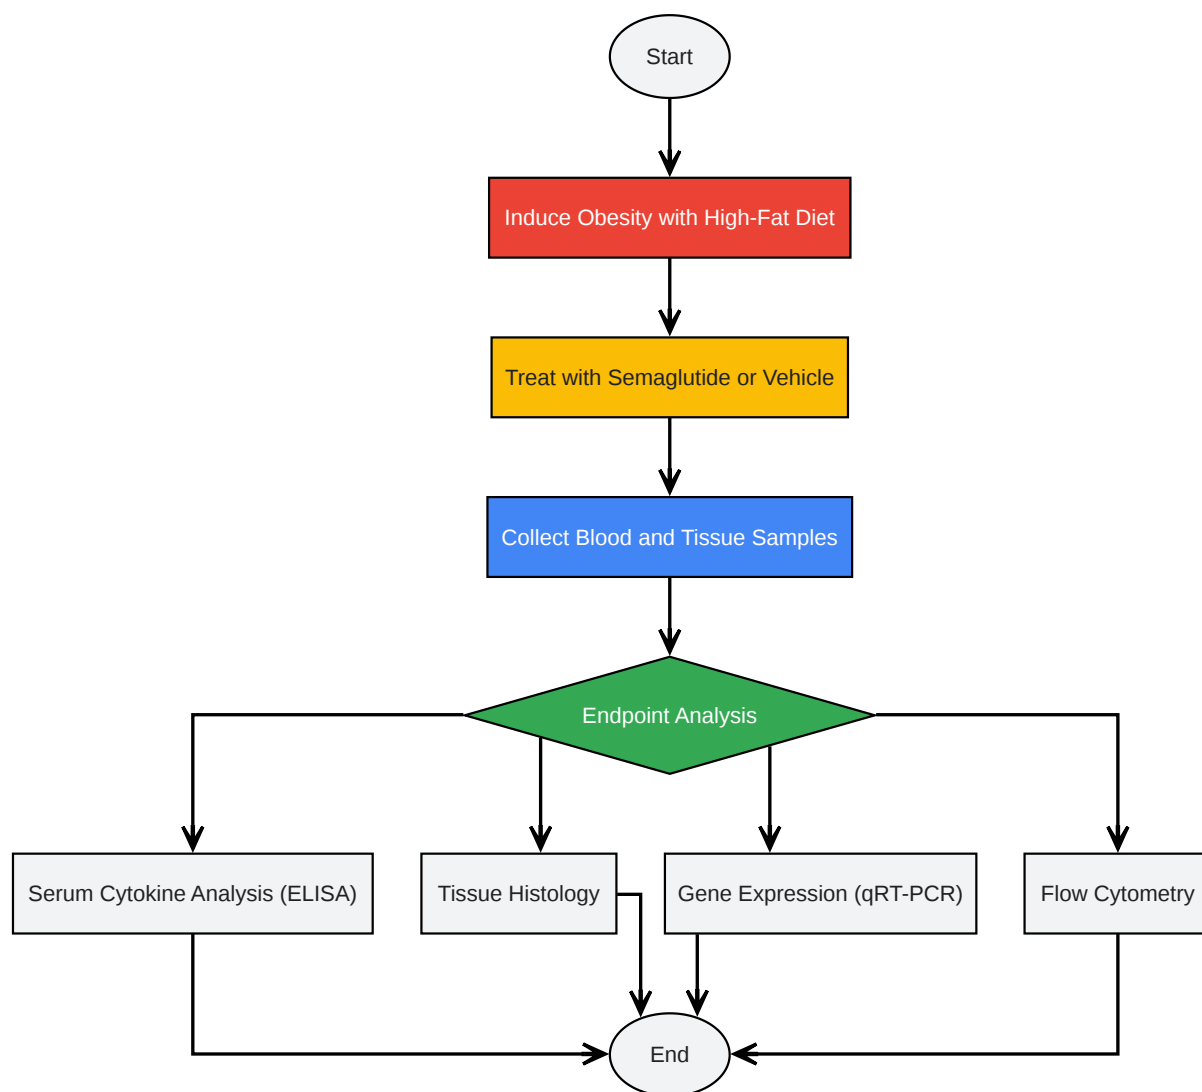 Start
Induce Obesity with High-Fat Diet
Treat with Semaglutide or Vehicle
Collect Blood and Tissue Samples
Endpoint Analysis
Serum Cytokine Analysis (ELISA)
Tissue Histology
Gene Expression (qRT-PCR)
Flow Cytometry
End